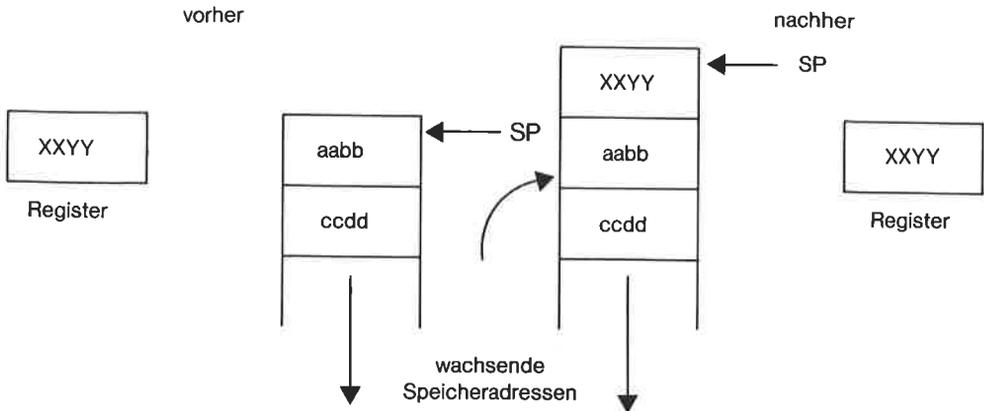 vorher
nachher
XXYY
Register
aabb
ccdd
SP
XXYY
aabb
ccdd
SP
XXYY
Register
wachsende
Speicheradressen